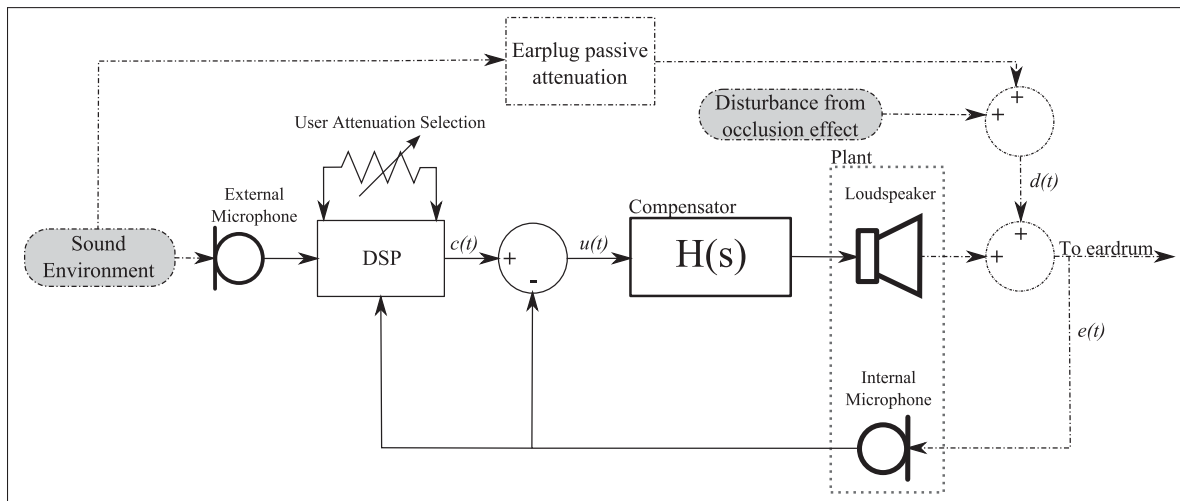 Earplug passive
attenuation
Disturbance from
occlusion effect
User Attenuation Selection
External
Microphone
Sound
Environment
DSP
c(t)
+
-
u(t)
Compensator
H(s)
Plant
Loudspeaker
+
+
d(t)
+
+
To eardrum
e(t)
Internal
Microphone